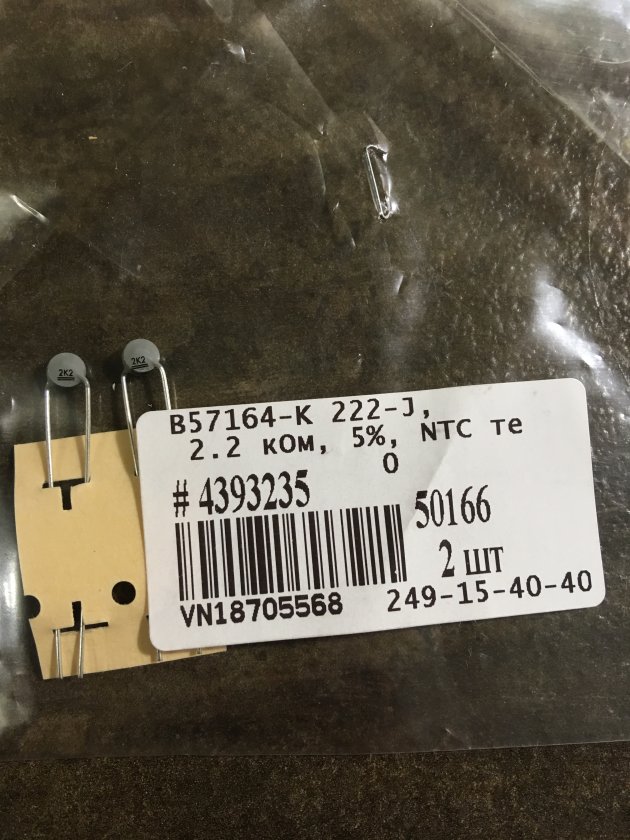 2K2
2K2
B57164-K 222-J,
2.2 кОм, 5%, NTC те
0
# 4393235
50166
2 шт
VN18705568
249-15-40-40